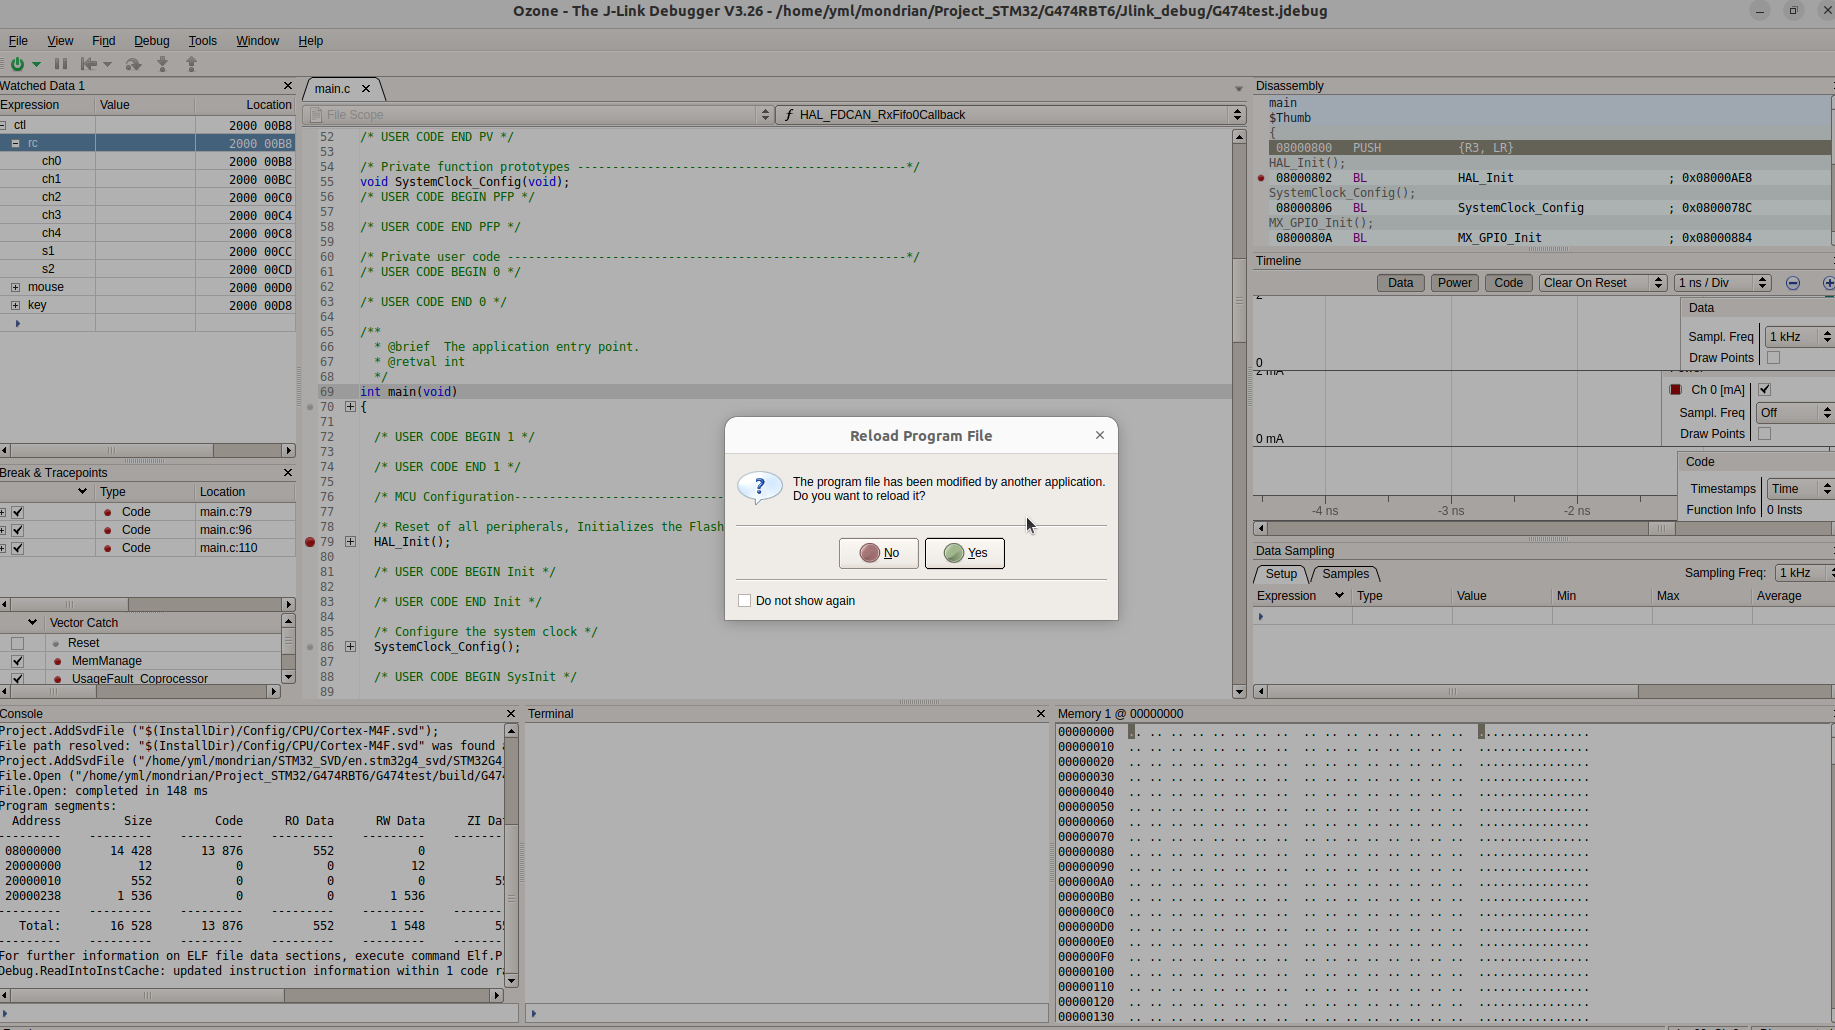 Ozone - The J-Link Debugger V3.26 - /home/yml/mondrian/Project_STM32/G474RBT6/Jlink_debug/G474test.jdebug
File View Find Debug Tools Window Help
Watched Data 1
Expression Value Location
ctl 2000 00B8
rc 2000 00B8
ch0 2000 00B8
ch1 2000 00BC
ch2 2000 00C0
ch3 2000 00C4
ch4 2000 00C8
s1 2000 00CC
s2 2000 00CD
mouse 2000 00D0
key 2000 00D8
Break & Tracepoints
Type Location
Code main.c:79
Code main.c:96
Code main.c:110
Vector Catch
Reset
MemManage
UsageFault_Coprocessor
main.c
File Scope
f HAL_FDCAN_RxFifo0Callback
52 /* USER CODE END PV */
53
54 /* Private function prototypes -----------------------------------------------*/
55 void SystemClock_Config(void);
56 /* USER CODE BEGIN PFP */
57
58 /* USER CODE END PFP */
59
60 /* Private user code ---------------------------------------------------------*/
61 /* USER CODE BEGIN 0 */
62
63 /* USER CODE END 0 */
64
65 /**
66 * @brief The application entry point.
67 * @retval int
68 */
69 int main(void)
70 {
71
72 /* USER CODE BEGIN 1 */
73
74 /* USER CODE END 1 */
75
76 /* MCU Configuration------------------------------
77
78 /* Reset of all peripherals, Initializes the Flash
79 HAL_Init();
80
81 /* USER CODE BEGIN Init */
82
83 /* USER CODE END Init */
84
85 /* Configure the system clock */
86 SystemClock_Config();
87
88 /* USER CODE BEGIN SysInit */
89
Reload Program File
The program file has been modified by another application.
Do you want to reload it?
No Yes
Do not show again
Disassembly
main
$Thumb
{
08000800 PUSH {R3, LR}
HAL_Init();
08000802 BL HAL_Init ; 0x08000AE8
SystemClock_Config();
08000806 BL SystemClock_Config ; 0x0800078C
MX_GPIO_Init();
0800080A BL MX_GPIO_Init ; 0x08000884
Timeline
Data Power Code Clear On Reset 1 ns / Div
Data
Sampl. Freq 1 kHz
Draw Points
0
2 mA
Ch 0 [mA]
Sampl. Freq Off
Draw Points
0 mA
Code
Timestamps Time
Function Info 0 Insts
-4 ns -3 ns -2 ns
Data Sampling
Setup Samples Sampling Freq: 1 kHz
Expression Type Value Min Max Average
Console
Project.AddSvdFile ("$(InstallDir)/Config/CPU/Cortex-M4F.svd");
File path resolved: "$(InstallDir)/Config/CPU/Cortex-M4F.svd" was found
Project.AddSvdFile ("/home/yml/mondrian/STM32_SVD/en.stm32g4_svd/STM32G4
File.Open ("/home/yml/mondrian/Project_STM32/G474RBT6/G474test/build/G474
File.Open: completed in 148 ms
Program segments:
Address Size Code RO Data RW Data ZI Da
--------- --------- --------- --------- --------- -------
08000000 14 428 13 876 552 0
20000000 12 0 0 12
20000010 552 0 0 0 5
20000238 1 536 0 0 1 536
--------- --------- --------- --------- --------- -------
Total: 16 528 13 876 552 1 548 5
--------- --------- --------- --------- --------- -------
For further information on ELF file data sections, execute command Elf.P
Debug.ReadIntoInstCache: updated instruction information within 1 code r
Terminal
Memory 1 @ 00000000
00000000 .. .. .. .. .. .. .. .. .. .. .. .. .. .. .. .. ................
00000010 .. .. .. .. .. .. .. .. .. .. .. .. .. .. .. .. ................
00000020 .. .. .. .. .. .. .. .. .. .. .. .. .. .. .. .. ................
00000030 .. .. .. .. .. .. .. .. .. .. .. .. .. .. .. .. ................
00000040 .. .. .. .. .. .. .. .. .. .. .. .. .. .. .. .. ................
00000050 .. .. .. .. .. .. .. .. .. .. .. .. .. .. .. .. ................
00000060 .. .. .. .. .. .. .. .. .. .. .. .. .. .. .. .. ................
00000070 .. .. .. .. .. .. .. .. .. .. .. .. .. .. .. .. ................
00000080 .. .. .. .. .. .. .. .. .. .. .. .. .. .. .. .. ................
00000090 .. .. .. .. .. .. .. .. .. .. .. .. .. .. .. .. ................
000000A0 .. .. .. .. .. .. .. .. .. .. .. .. .. .. .. .. ................
000000B0 .. .. .. .. .. .. .. .. .. .. .. .. .. .. .. .. ................
000000C0 .. .. .. .. .. .. .. .. .. .. .. .. .. .. .. .. ................
000000D0 .. .. .. .. .. .. .. .. .. .. .. .. .. .. .. .. ................
000000E0 .. .. .. .. .. .. .. .. .. .. .. .. .. .. .. .. ................
000000F0 .. .. .. .. .. .. .. .. .. .. .. .. .. .. .. .. ................
00000100 .. .. .. .. .. .. .. .. .. .. .. .. .. .. .. .. ................
00000110 .. .. .. .. .. .. .. .. .. .. .. .. .. .. .. .. ................
00000120 .. .. .. .. .. .. .. .. .. .. .. .. .. .. .. .. ................
00000130 .. .. .. .. .. .. .. .. .. .. .. .. .. .. .. .. ................